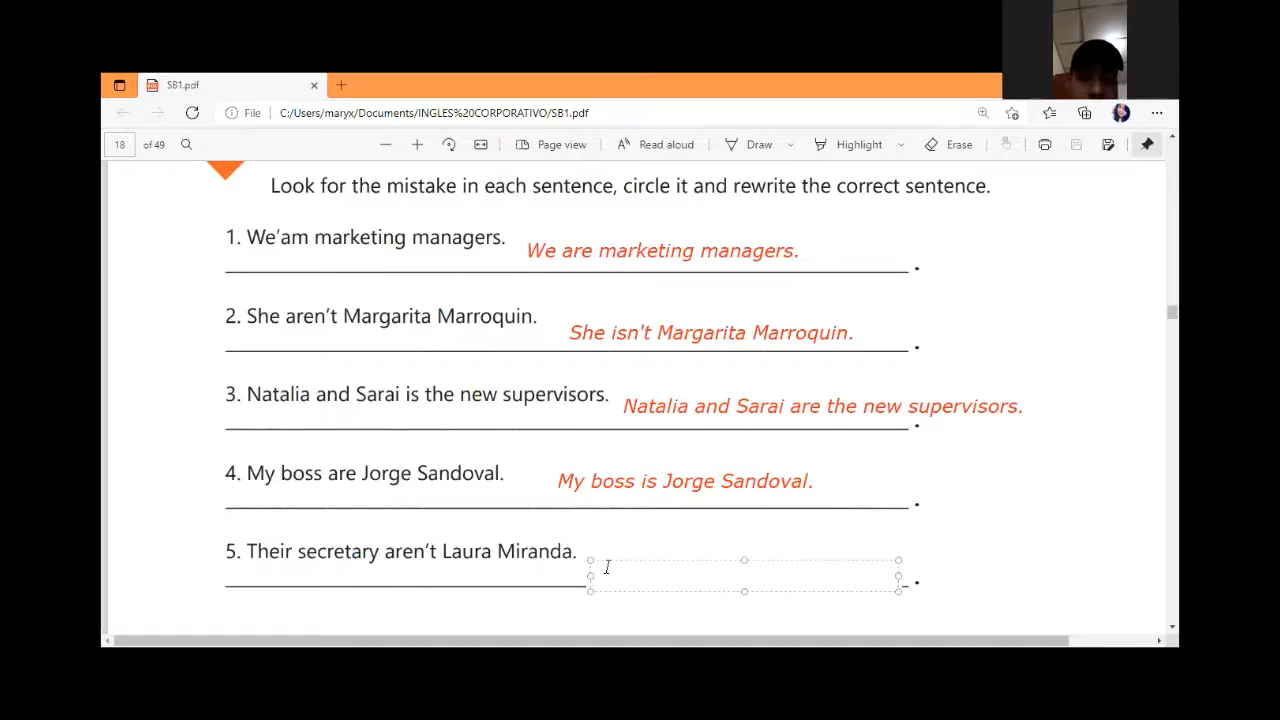 SB1.pdf
File C:/Users/maryx/Documents/INGLES%20CORPORATIVO/SB1.pdf
18 of 49 Page view Read aloud Draw Highlight Erase
Look for the mistake in each sentence, circle it and rewrite the correct sentence.
1. We’am marketing managers.
We are marketing managers.
2. She aren’t Margarita Marroquin.
She isn't Margarita Marroquin.
3. Natalia and Sarai is the new supervisors.
Natalia and Sarai are the new supervisors.
4. My boss are Jorge Sandoval.
My boss is Jorge Sandoval.
5. Their secretary aren’t Laura Miranda.